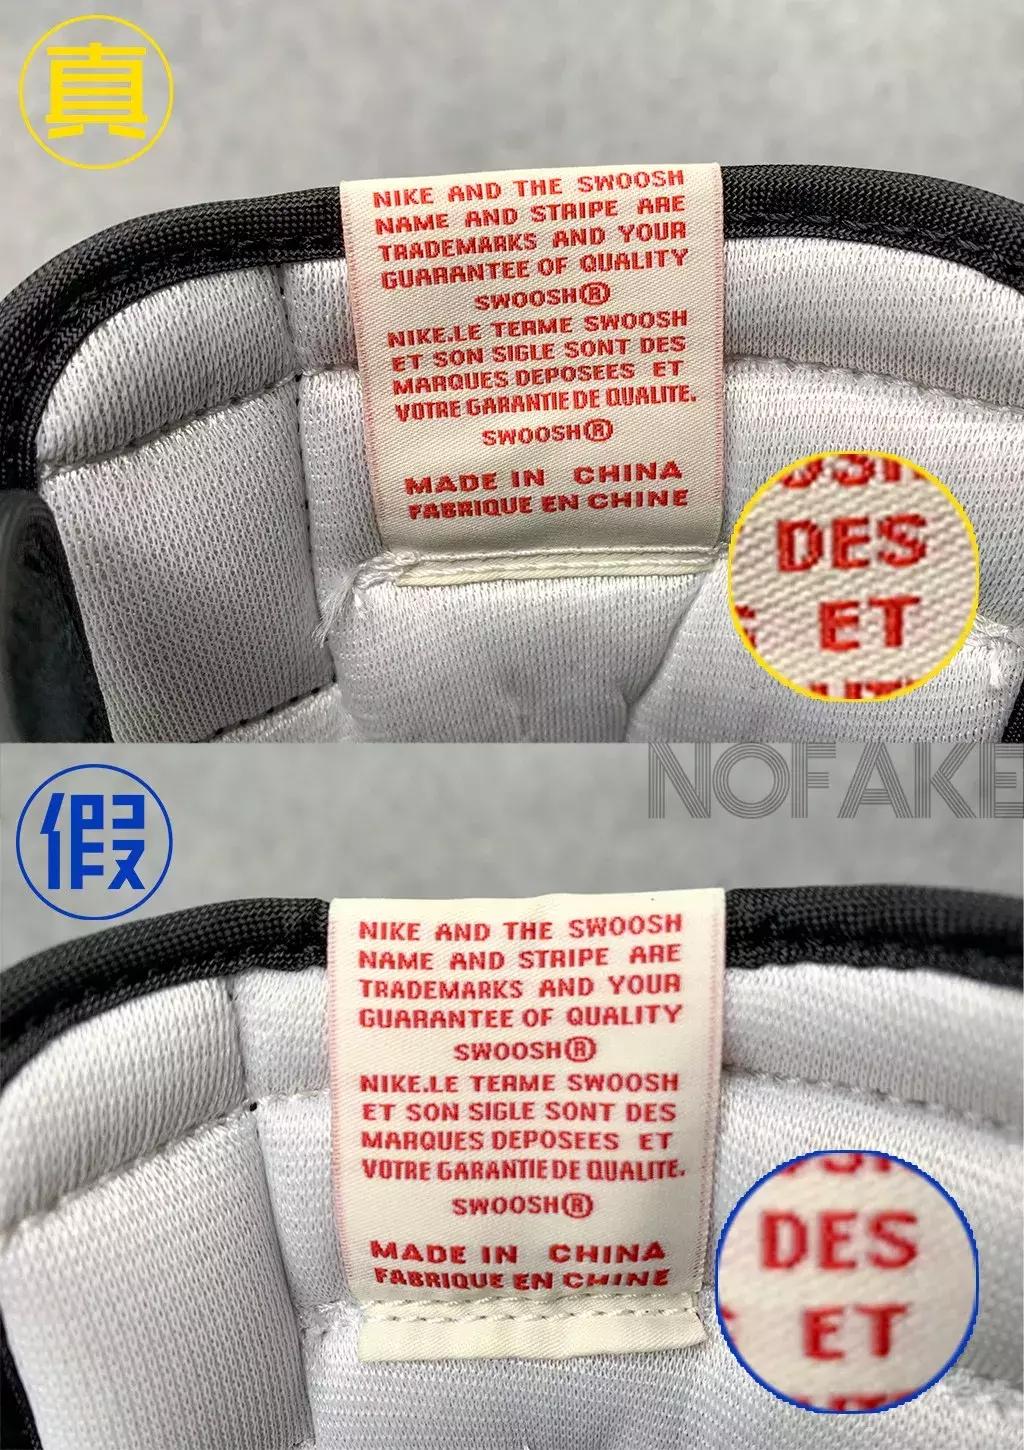 真
NIKE AND THE SWOOSH
NAME AND STRIPE ARE
TRADEMARKS AND YOUR
GUARANTEE OF QUALITY
SWOOSH®
NIKE.LE TERME SWOOSH
ET SON SIGLE SONT DES
MARQUES DEPOSEES ET
VOTRE GARANTIE DE QUALITE.
SWOOSH®
MADE IN CHINA
FABRIQUE EN CHINE
DES
ET
NOFAKE
假
NIKE AND THE SWOOSH
NAME AND STRIPE ARE
TRADEMARKS AND YOUR
GUARANTEE OF QUALITY
SWOOSH®
NIKE.LE TERME SWOOSH
ET SON SIGLE SONT DES
MARQUES DEPOSEES ET
VOTRE GARANTIE DE QUALITE.
SWOOSH®
MADE IN CHINA
FABRIQUE EN CHINE
DES
ET